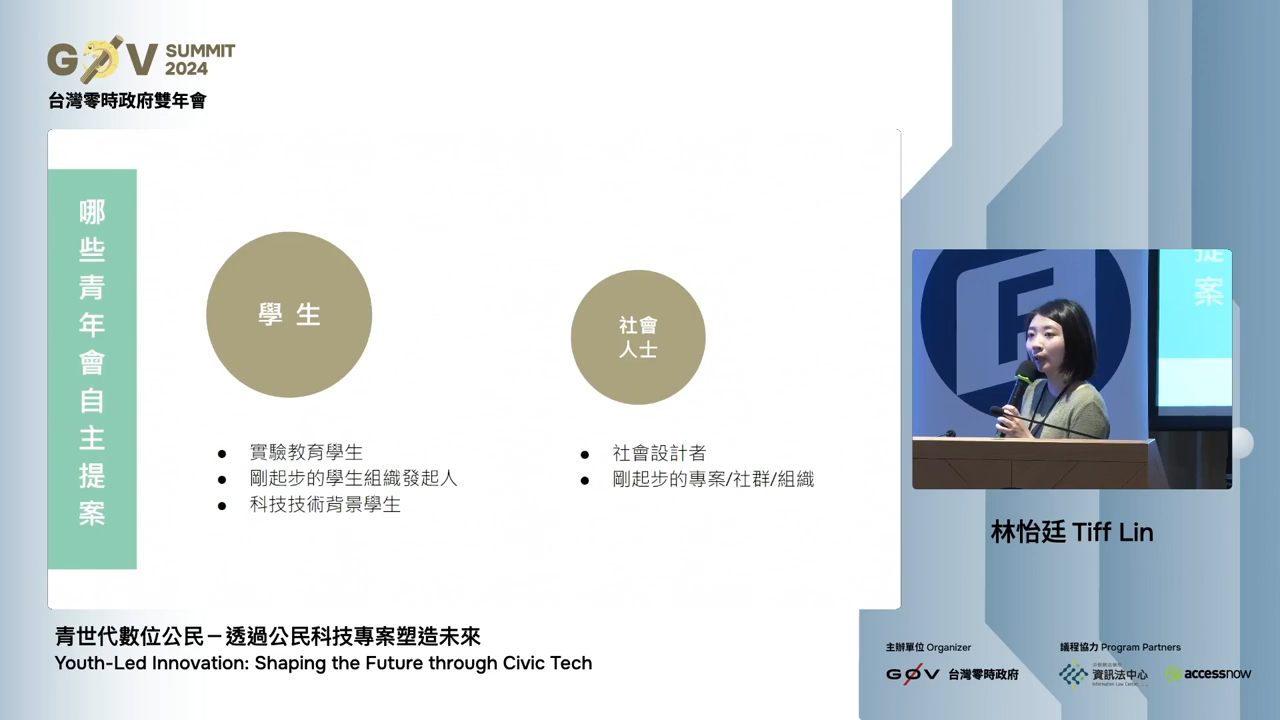 G0V SUMMIT 2024
台灣零時政府雙年會
哪些青年會自主提案
學生
實驗教育學生
剛起步的學生組織發起人
科技技術背景學生
社會
人士
社會設計者
剛起步的專案/社群/組織
提
案
林怡廷 Tiff Lin
青世代數位公民－透過公民科技專案塑造未來
Youth-Led Innovation: Shaping the Future through Civic Tech
主辦單位 Organizer
G0V 台灣零時政府
議程協力 Program Partners
資訊法中心
Information Law Center
accessnow